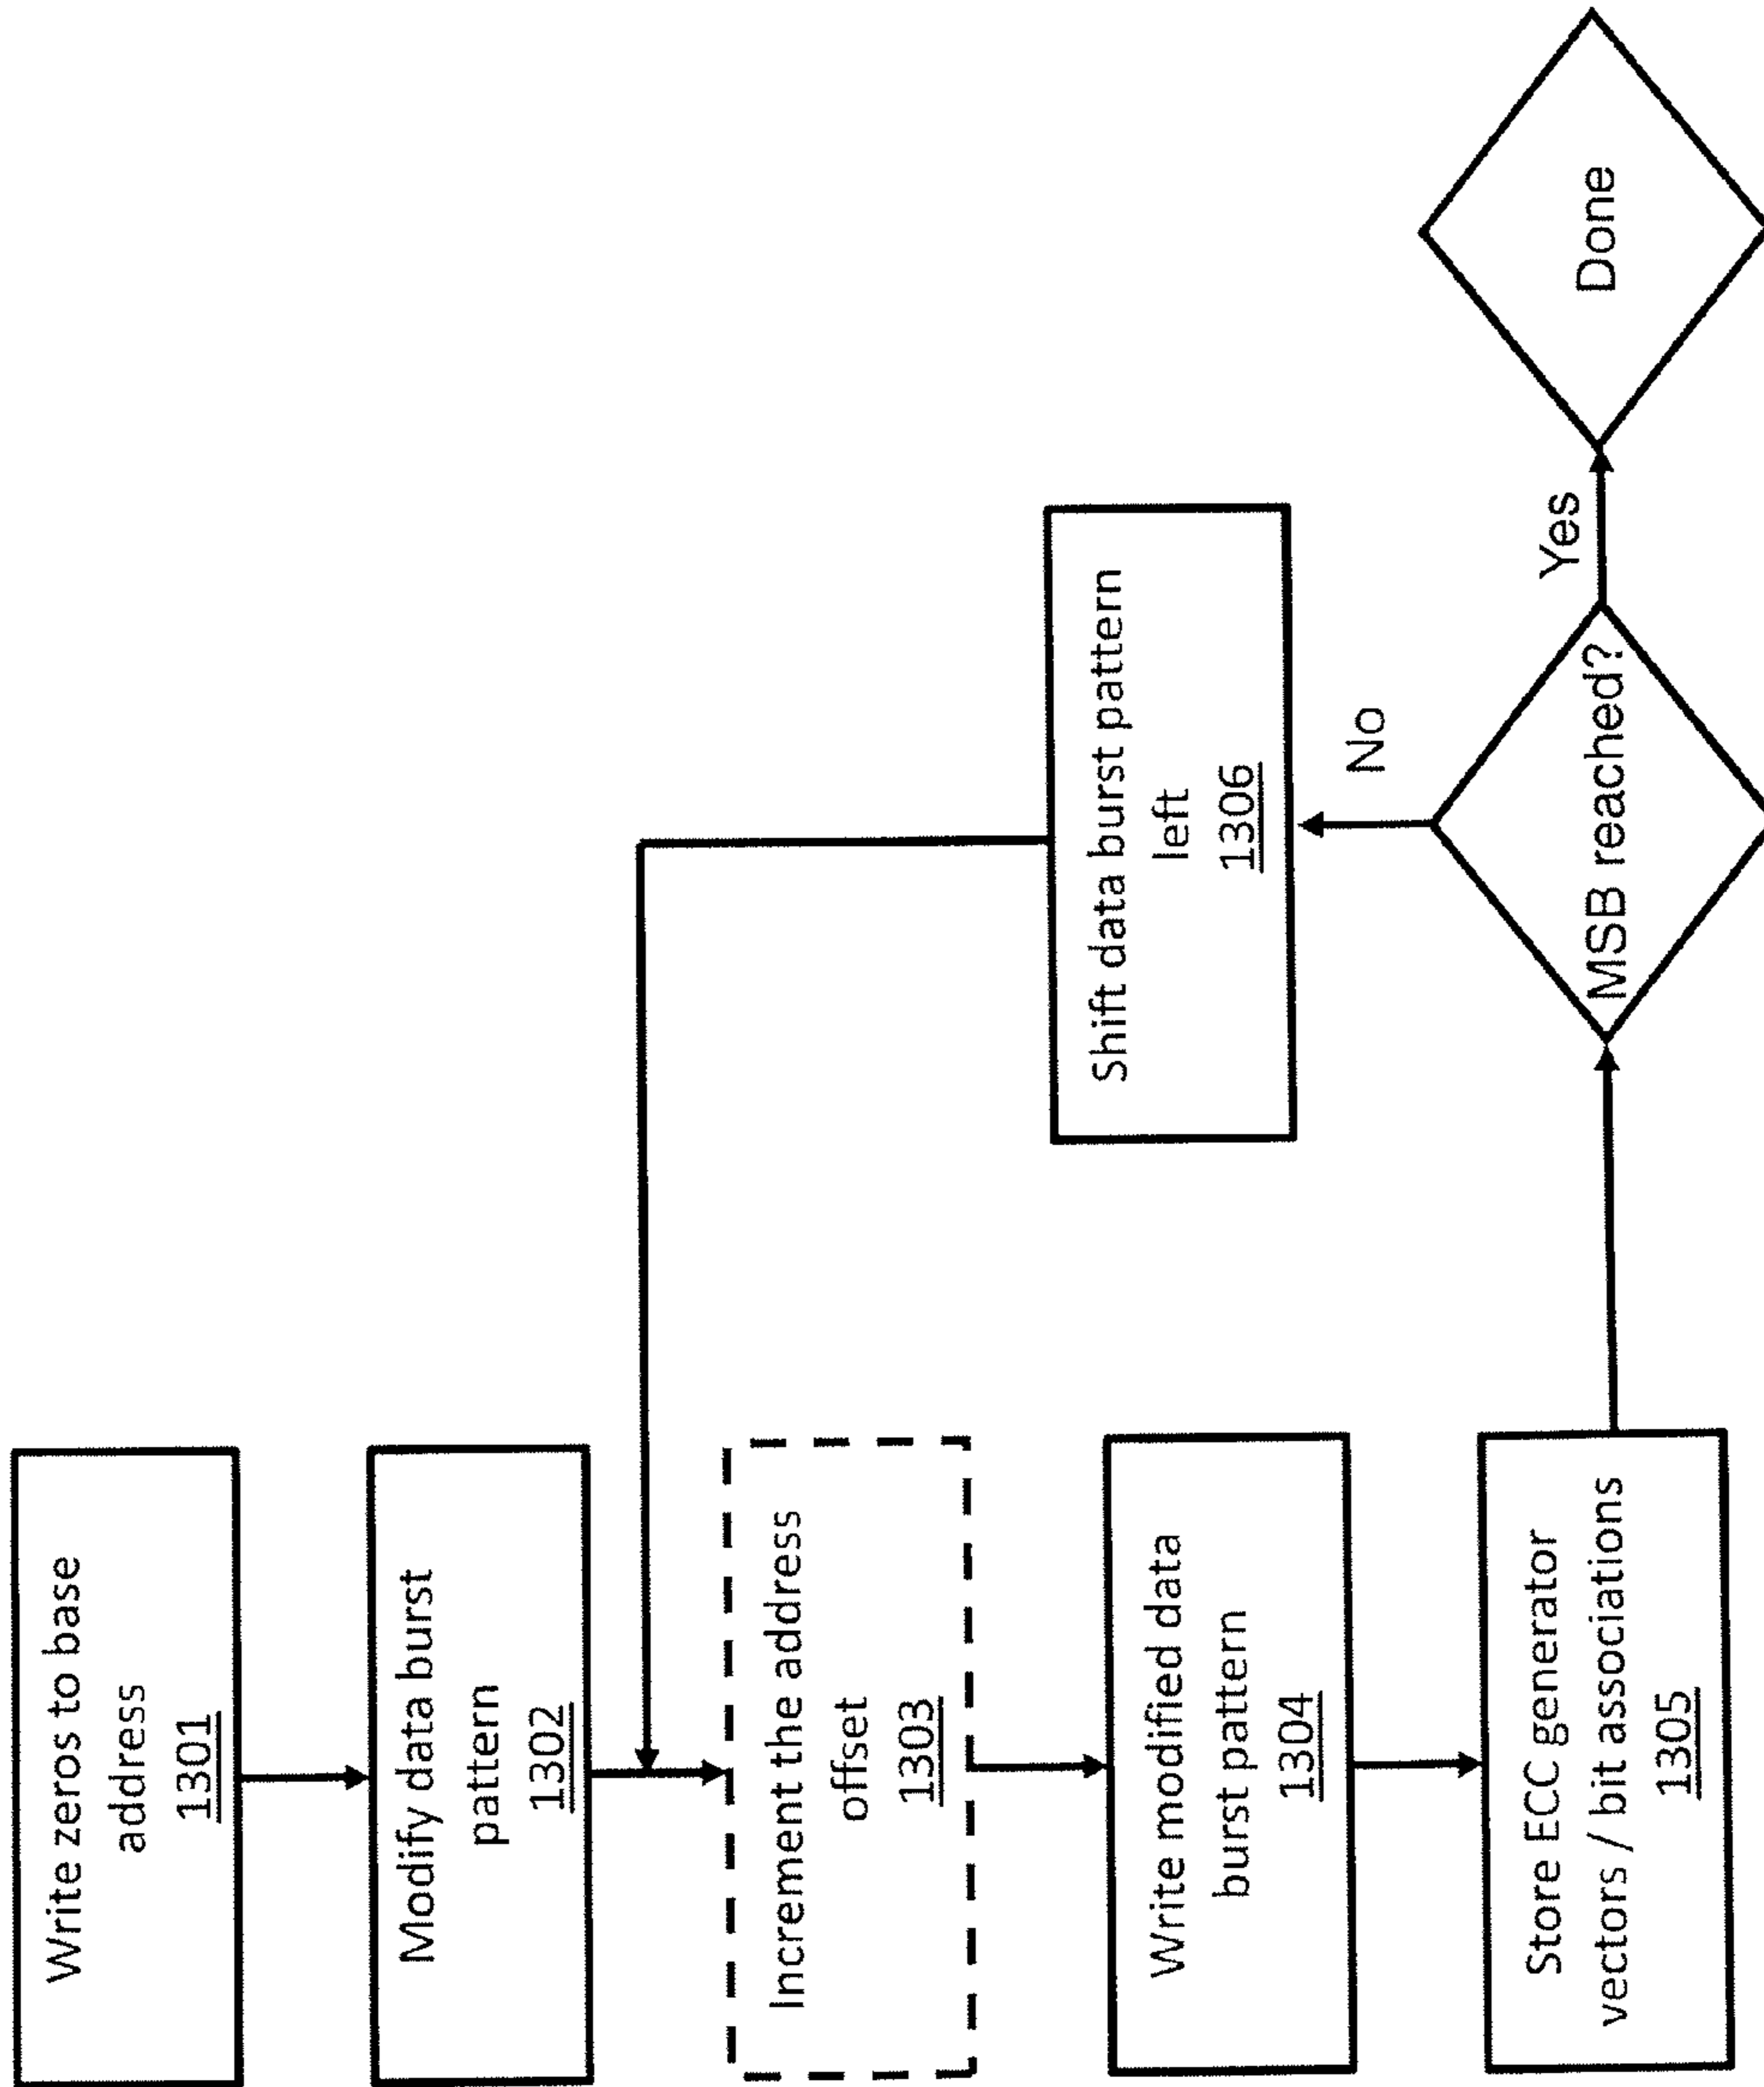 Write zeros to base
address
1301
Modify data burst
pattern
1302
Increment the address
offset
1303
Write modified data
burst pattern
1304
Store ECC generator
vectors / bit associations
1305
MSB reached?
No
Shift data burst pattern
left
1306
Yes
Done